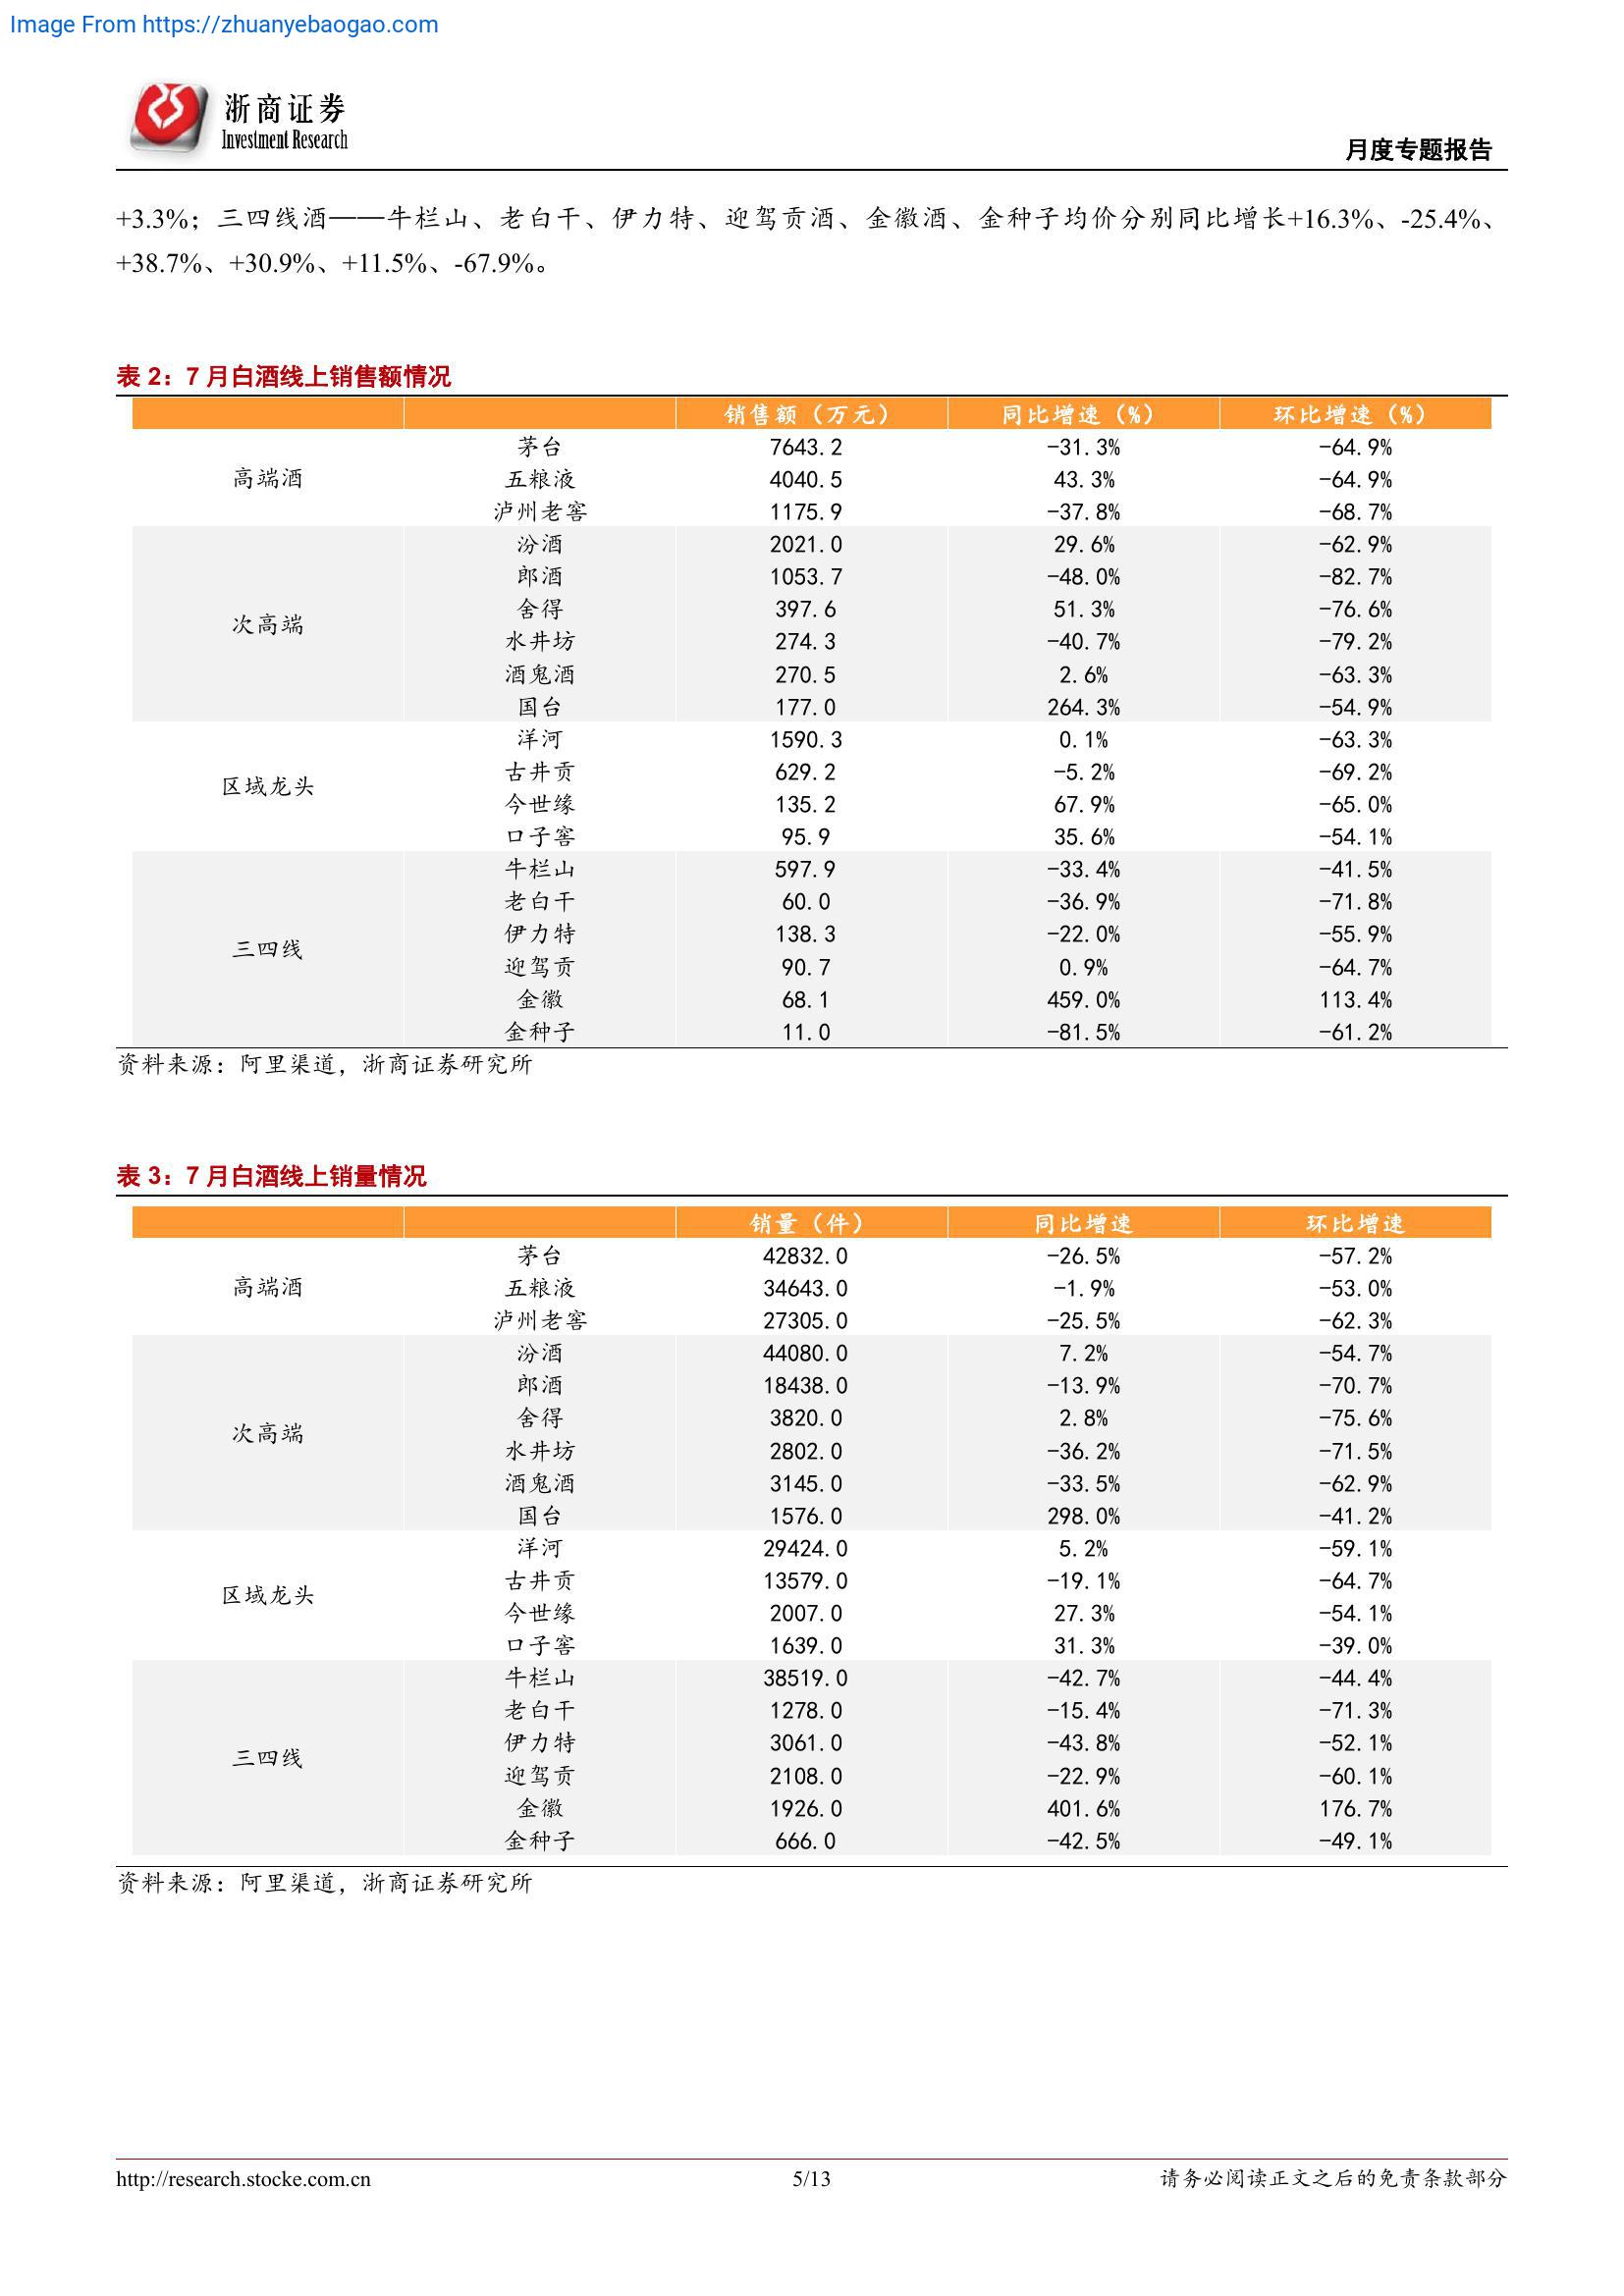 Image From https://zhuanyebaogao.com
浙商证券
Investment Research
月度专题报告
+3.3%；三四线酒——牛栏山、老白干、伊力特、迎驾贡酒、金徽酒、金种子均价分别同比增长+16.3%、-25.4%、
+38.7%、+30.9%、+11.5%、-67.9%。
表 2：7 月白酒线上销售额情况
销售额（万元） 同比增速（%） 环比增速（%）
高端酒
茅台 7643.2 -31.3% -64.9%
五粮液 4040.5 43.3% -64.9%
泸州老窖 1175.9 -37.8% -68.7%
次高端
汾酒 2021.0 29.6% -62.9%
郎酒 1053.7 -48.0% -82.7%
舍得 397.6 51.3% -76.6%
水井坊 274.3 -40.7% -79.2%
酒鬼酒 270.5 2.6% -63.3%
国台 177.0 264.3% -54.9%
区域龙头
洋河 1590.3 0.1% -63.3%
古井贡 629.2 -5.2% -69.2%
今世缘 135.2 67.9% -65.0%
口子窖 95.9 35.6% -54.1%
三四线
牛栏山 597.9 -33.4% -41.5%
老白干 60.0 -36.9% -71.8%
伊力特 138.3 -22.0% -55.9%
迎驾贡 90.7 0.9% -64.7%
金徽 68.1 459.0% 113.4%
金种子 11.0 -81.5% -61.2%
资料来源：阿里渠道，浙商证券研究所
表 3：7 月白酒线上销量情况
销量（件） 同比增速 环比增速
高端酒
茅台 42832.0 -26.5% -57.2%
五粮液 34643.0 -1.9% -53.0%
泸州老窖 27305.0 -25.5% -62.3%
次高端
汾酒 44080.0 7.2% -54.7%
郎酒 18438.0 -13.9% -70.7%
舍得 3820.0 2.8% -75.6%
水井坊 2802.0 -36.2% -71.5%
酒鬼酒 3145.0 -33.5% -62.9%
国台 1576.0 298.0% -41.2%
区域龙头
洋河 29424.0 5.2% -59.1%
古井贡 13579.0 -19.1% -64.7%
今世缘 2007.0 27.3% -54.1%
口子窖 1639.0 31.3% -39.0%
三四线
牛栏山 38519.0 -42.7% -44.4%
老白干 1278.0 -15.4% -71.3%
伊力特 3061.0 -43.8% -52.1%
迎驾贡 2108.0 -22.9% -60.1%
金徽 1926.0 401.6% 176.7%
金种子 666.0 -42.5% -49.1%
资料来源：阿里渠道，浙商证券研究所
http://research.stocke.com.cn 5/13 请务必阅读正文之后的免责条款部分